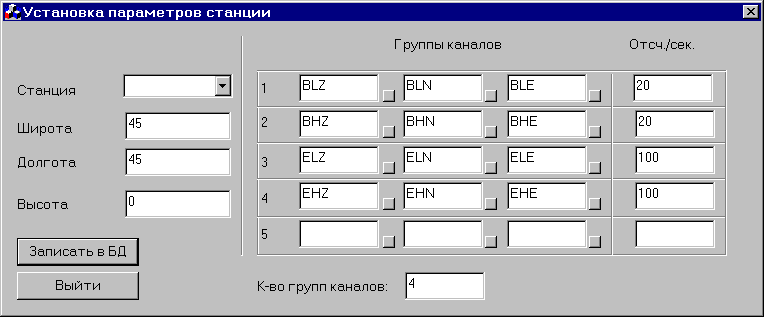 Установка параметров станции
Группы каналов Отсч./сек.
Станция
Широта 45
Долгота 45
Высота 0
Записать в БД
Выйти
1 BLZ BLN BLE 20
2 BHZ BHN BHE 20
3 ELZ ELN ELE 100
4 EHZ EHN EHE 100
5
К-во групп каналов: 4